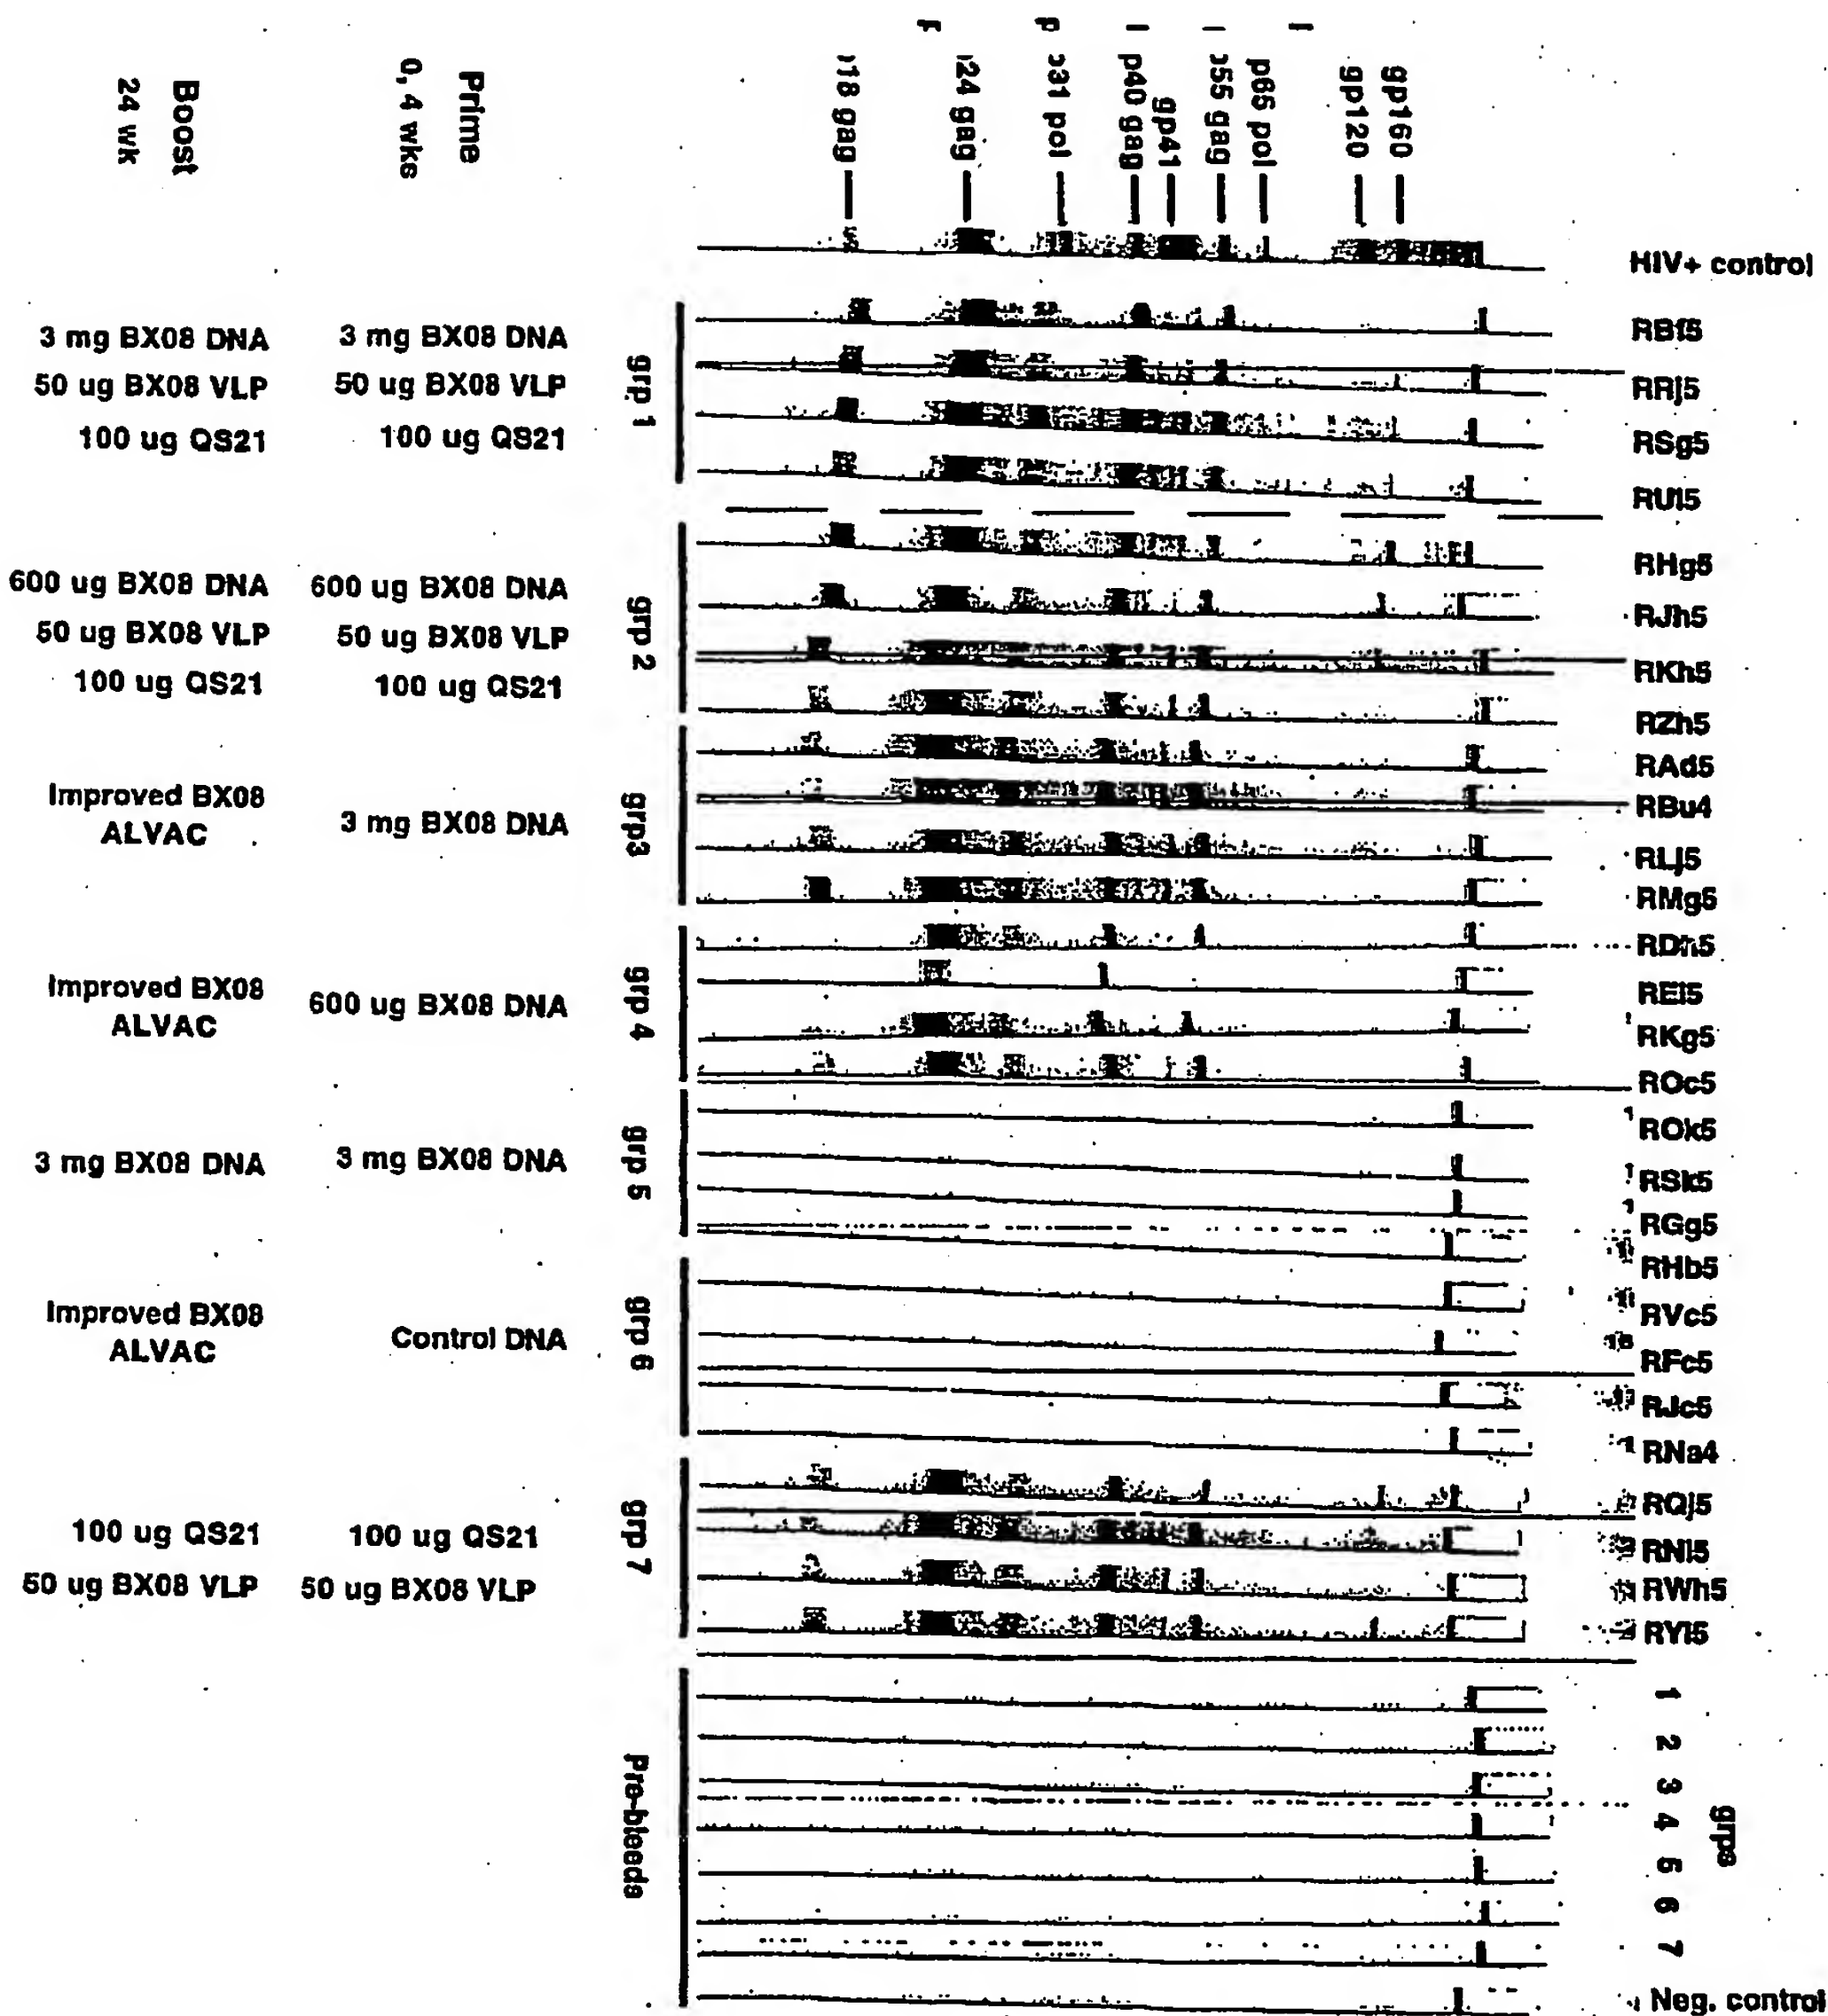 Prime
0, 4 wks
Boost
24 wk
18 gag
24 gag
p31 pol
p40 gag
gp41
p55 gag
p65 pol
gp120
gp160
HIV+ control
3 mg BX08 DNA
50 ug BX08 VLP
100 ug QS21
3 mg BX08 DNA
50 ug BX08 VLP
100 ug QS21
grp 1
RBf5
RRj5
RSg5
RUl5
600 ug BX08 DNA
50 ug BX08 VLP
100 ug QS21
600 ug BX08 DNA
50 ug BX08 VLP
100 ug QS21
grp 2
RHg5
RJh5
RKh5
RZh5
Improved BX08
ALVAC
3 mg BX08 DNA
grp3
RAd5
RBu4
RLj5
RMg5
Improved BX08
ALVAC
600 ug BX08 DNA
grp 4
RDh5
REl5
RKg5
ROc5
3 mg BX08 DNA
3 mg BX08 DNA
grp 5
ROk5
RSk5
RGg5
RHb5
Improved BX08
ALVAC
Control DNA
grp 6
RVc5
RFc5
RJc5
RNa4
100 ug QS21
50 ug BX08 VLP
100 ug QS21
50 ug BX08 VLP
grp 7
RQj5
RNl5
RWh5
RYl5
Pre-bleeds
1
2
3
4
5
6
7
grps
Neg. control